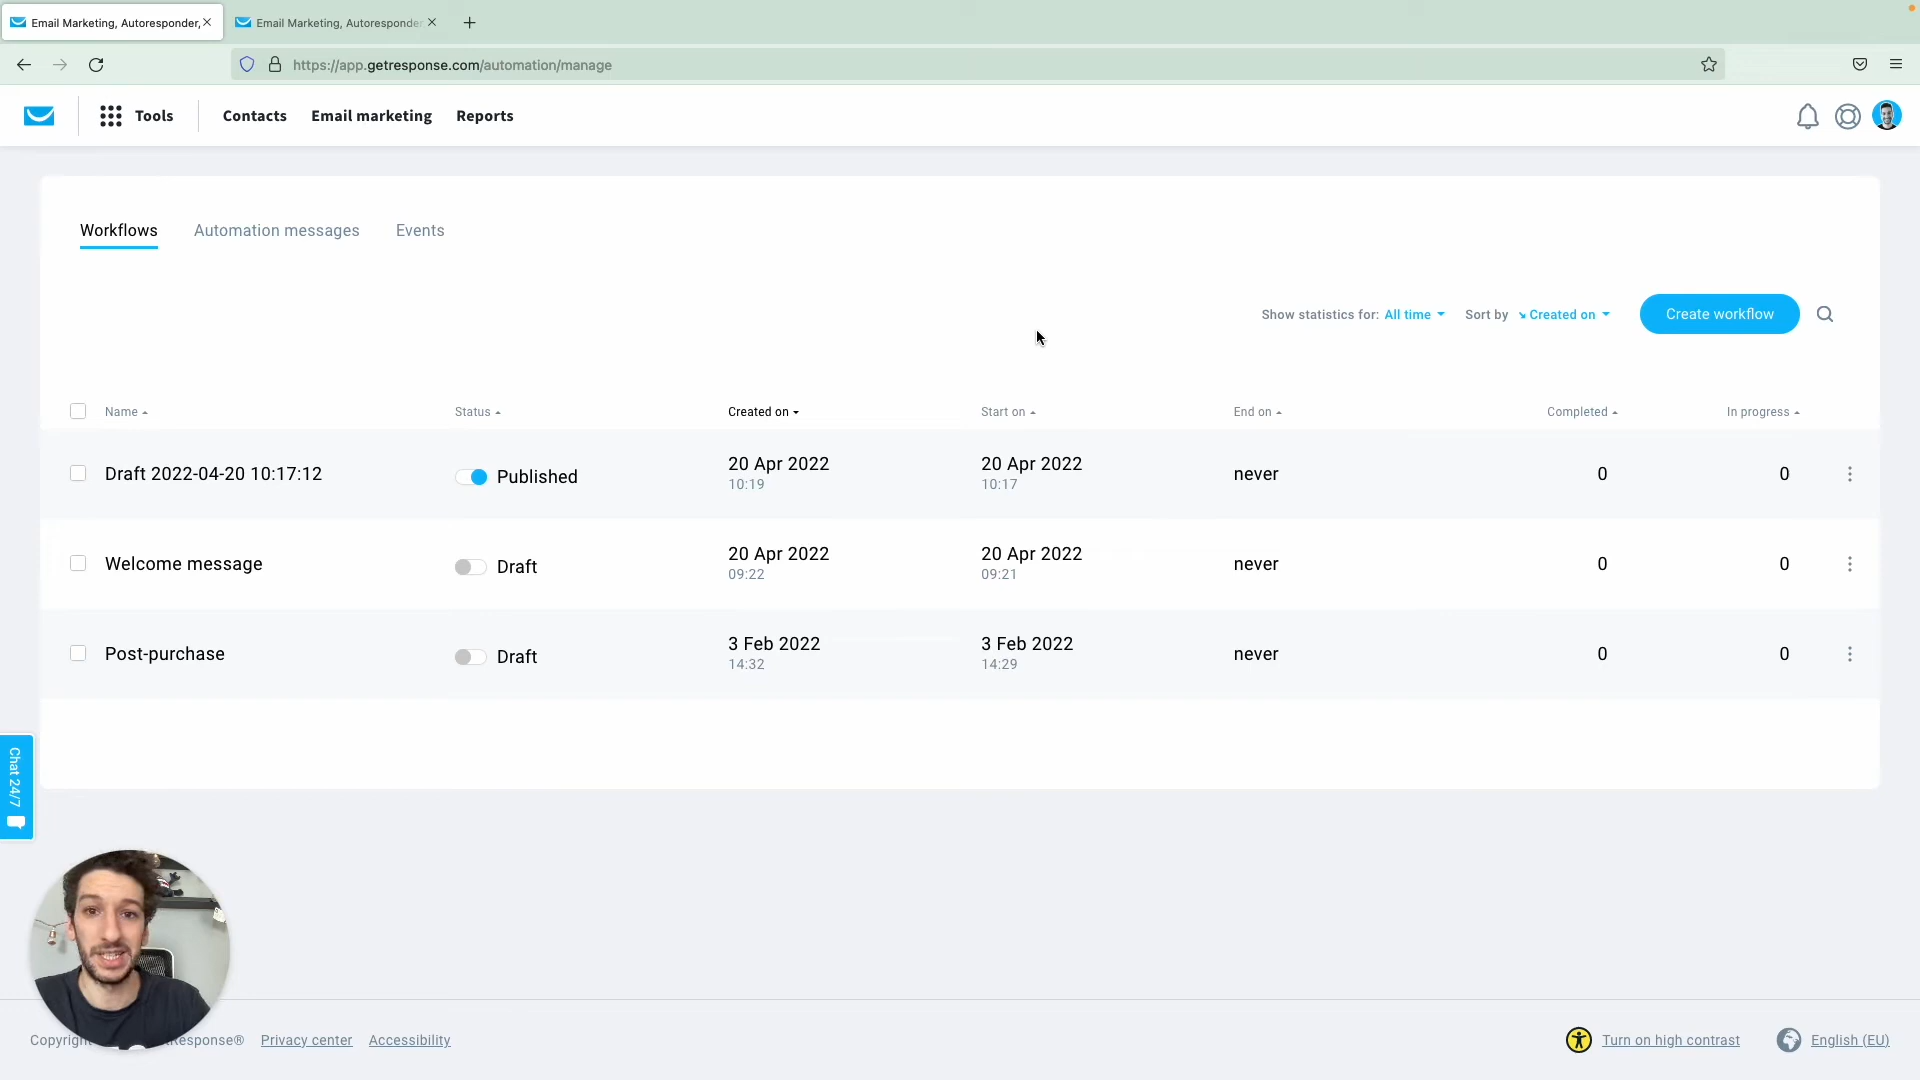 Email Marketing, Autoresponder,
Email Marketing, Autoresponder
https://app.getresponse.com/automation/manage
Tools
Contacts
Email marketing
Reports
Workflows
Automation messages
Events
Show statistics for: All time
Sort by Created on
Create workflow
Name
Status
Created on
Start on
End on
Completed
In progress
Draft 2022-04-20 10:17:12
Published
20 Apr 2022
10:19
20 Apr 2022
10:17
never
0
0
Welcome message
Draft
20 Apr 2022
09:22
20 Apr 2022
09:21
never
0
0
Post-purchase
Draft
3 Feb 2022
14:32
3 Feb 2022
14:29
never
0
0
Chat 24/7
Privacy center
Accessibility
Turn on high contrast
English (EU)